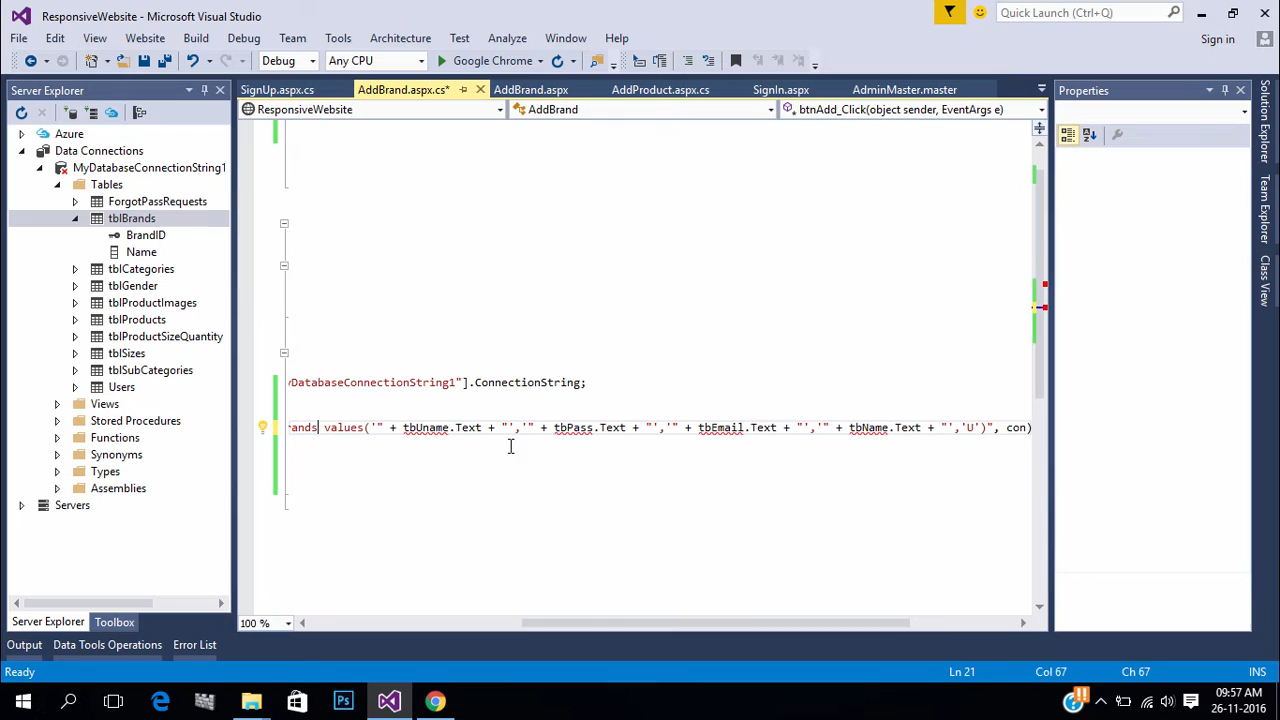 ResponsiveWebsite - Microsoft Visual Studio
Quick Launch (Ctrl+Q)
File Edit View Website Build Debug Team Tools Architecture Test Analyze Window Help
Sign in
Debug Any CPU Google Chrome
Server Explorer
SignUp.aspx.cs AddBrand.aspx.cs* AddBrand.aspx AddProduct.aspx.cs SignIn.aspx AdminMaster.master
Properties
ResponsiveWebsite AddBrand btnAdd_Click(object sender, EventArgs e)
Azure
Data Connections
MyDatabaseConnectionString1
Tables
ForgotPassRequests
tblBrands
BrandID
Name
tblCategories
tblGender
tblProductImages
tblProducts
tblProductSizeQuantity
tblSizes
tblSubCategories
Users
Views
Stored Procedures
Functions
Synonyms
Types
Assemblies
Servers
yDatabaseConnectionString1"].ConnectionString;
rands values('" + tbUname.Text + "','" + tbPass.Text + "','" + tbEmail.Text + "','" + tbName.Text + "','U')", con)
Solution Explorer
Team Explorer
Class View
100 %
Server Explorer Toolbox
Output Data Tools Operations Error List
Ready Ln 21 Col 67 Ch 67 INS
09:57 AM
26-11-2016